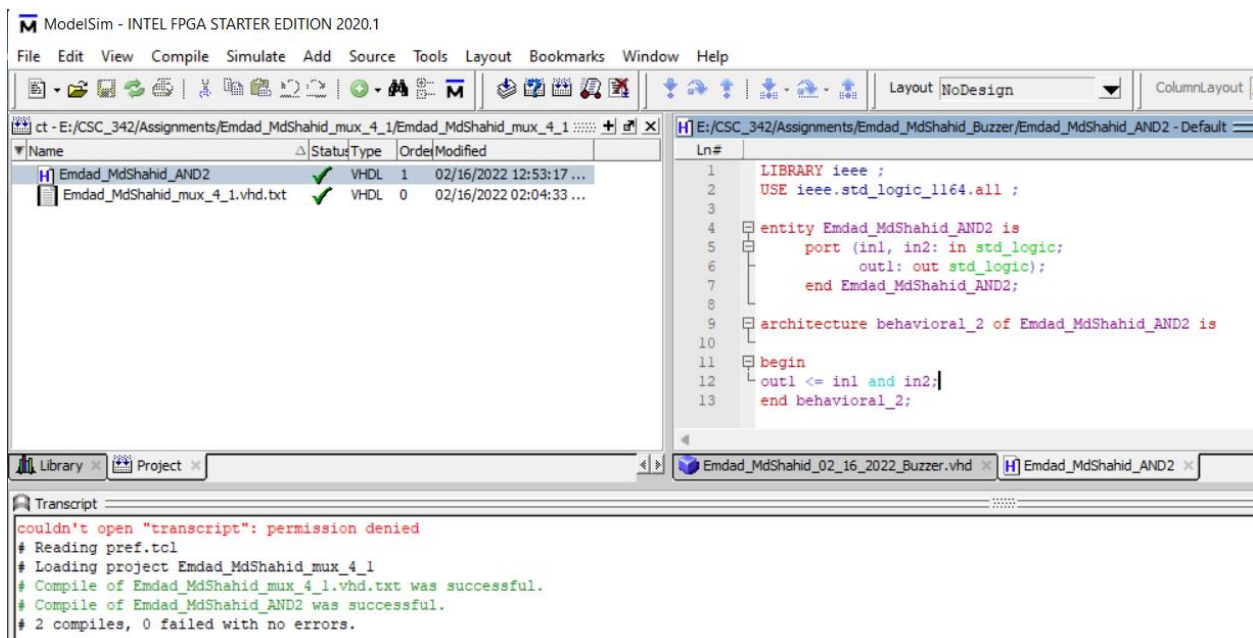 ModelSim - INTEL FPGA STARTER EDITION 2020.1
File Edit View Compile Simulate Add Source Tools Layout Bookmarks Window Help
Layout NoDesign ColumnLayout
ct - E:/CSC_342/Assignments/Emdad_MdShahid_mux_4_1/Emdad_MdShahid_mux_4_1
Name Status Type Order Modified
Emdad_MdShahid_AND2 VHDL 1 02/16/2022 12:53:17 ...
Emdad_MdShahid_mux_4_1.vhd.txt VHDL 0 02/16/2022 02:04:33 ...
Library Project
E:/CSC_342/Assignments/Emdad_MdShahid_Buzzer/Emdad_MdShahid_AND2 - Default
Ln#
1 LIBRARY ieee ;
2 USE ieee.std_logic_1164.all ;
3
4 entity Emdad_MdShahid_AND2 is
5 port (in1, in2: in std_logic;
6 out1: out std_logic);
7 end Emdad_MdShahid_AND2;
8
9 architecture behavioral_2 of Emdad_MdShahid_AND2 is
10
11 begin
12 out1 <= in1 and in2;
13 end behavioral_2;
Emdad_MdShahid_02_16_2022_Buzzer.vhd Emdad_MdShahid_AND2
Transcript
couldn't open "transcript": permission denied
# Reading pref.tcl
# Loading project Emdad_MdShahid_mux_4_1
# Compile of Emdad_MdShahid_mux_4_1.vhd.txt was successful.
# Compile of Emdad_MdShahid_AND2 was successful.
# 2 compiles, 0 failed with no errors.